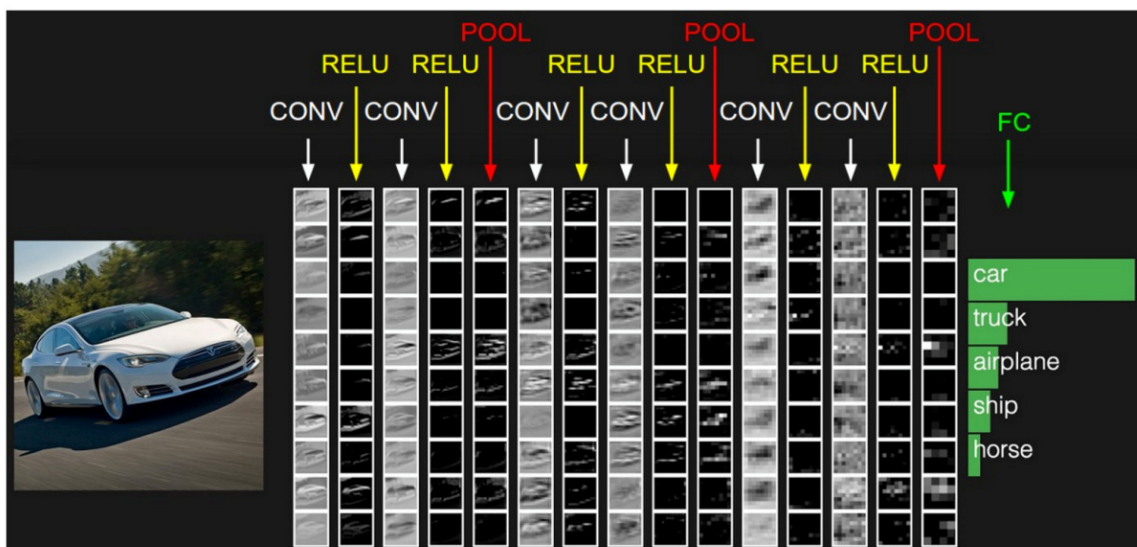 POOL POOL POOL
RELU RELU RELU RELU RELU RELU
CONV CONV CONV CONV CONV CONV
FC
car
truck
airplane
ship
horse